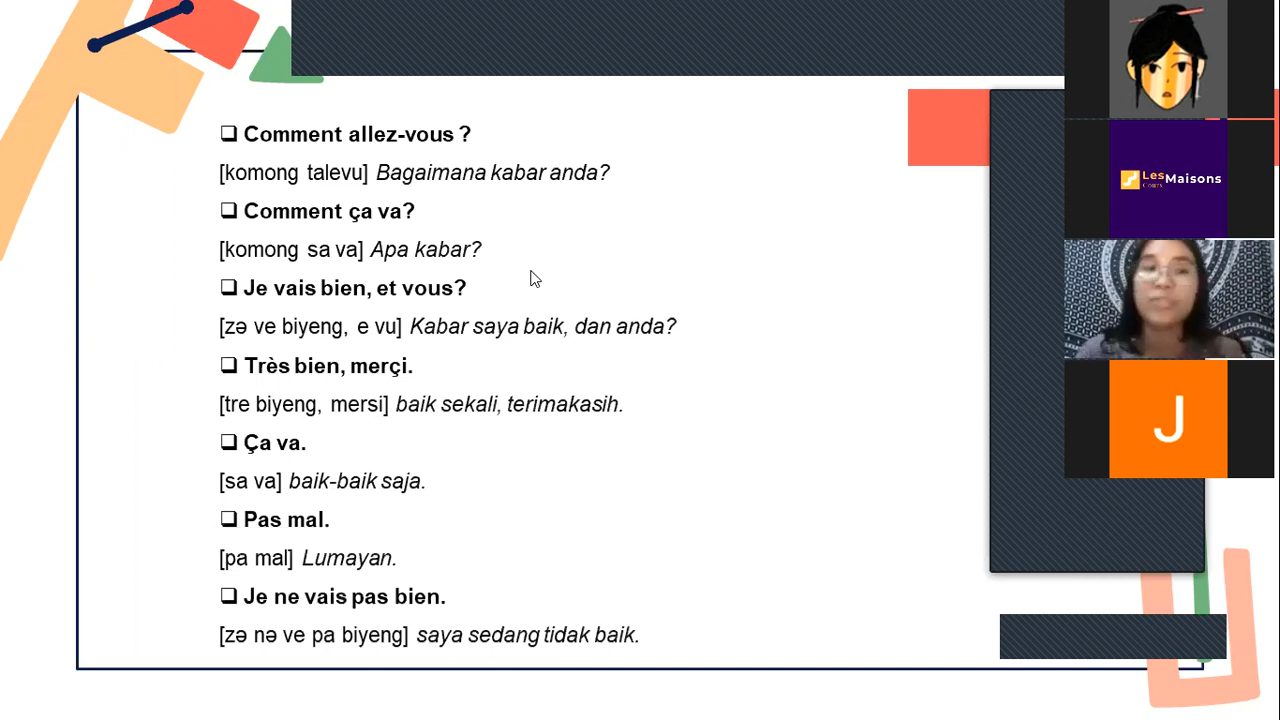 ❑ Comment allez-vous ?
[komong talevu] Bagaimana kabar anda?
❑ Comment ça va?
[komong sa va] Apa kabar?
❑ Je vais bien, et vous?
[zə ve biyeng, e vu] Kabar saya baik, dan anda?
❑ Très bien, merçi.
[tre biyeng, mersi] baik sekali, terimakasih.
❑ Ça va.
[sa va] baik-baik saja.
❑ Pas mal.
[pa mal] Lumayan.
❑ Je ne vais pas bien.
[zə nə ve pa biyeng] saya sedang tidak baik.
Les Maisons
Cours
J